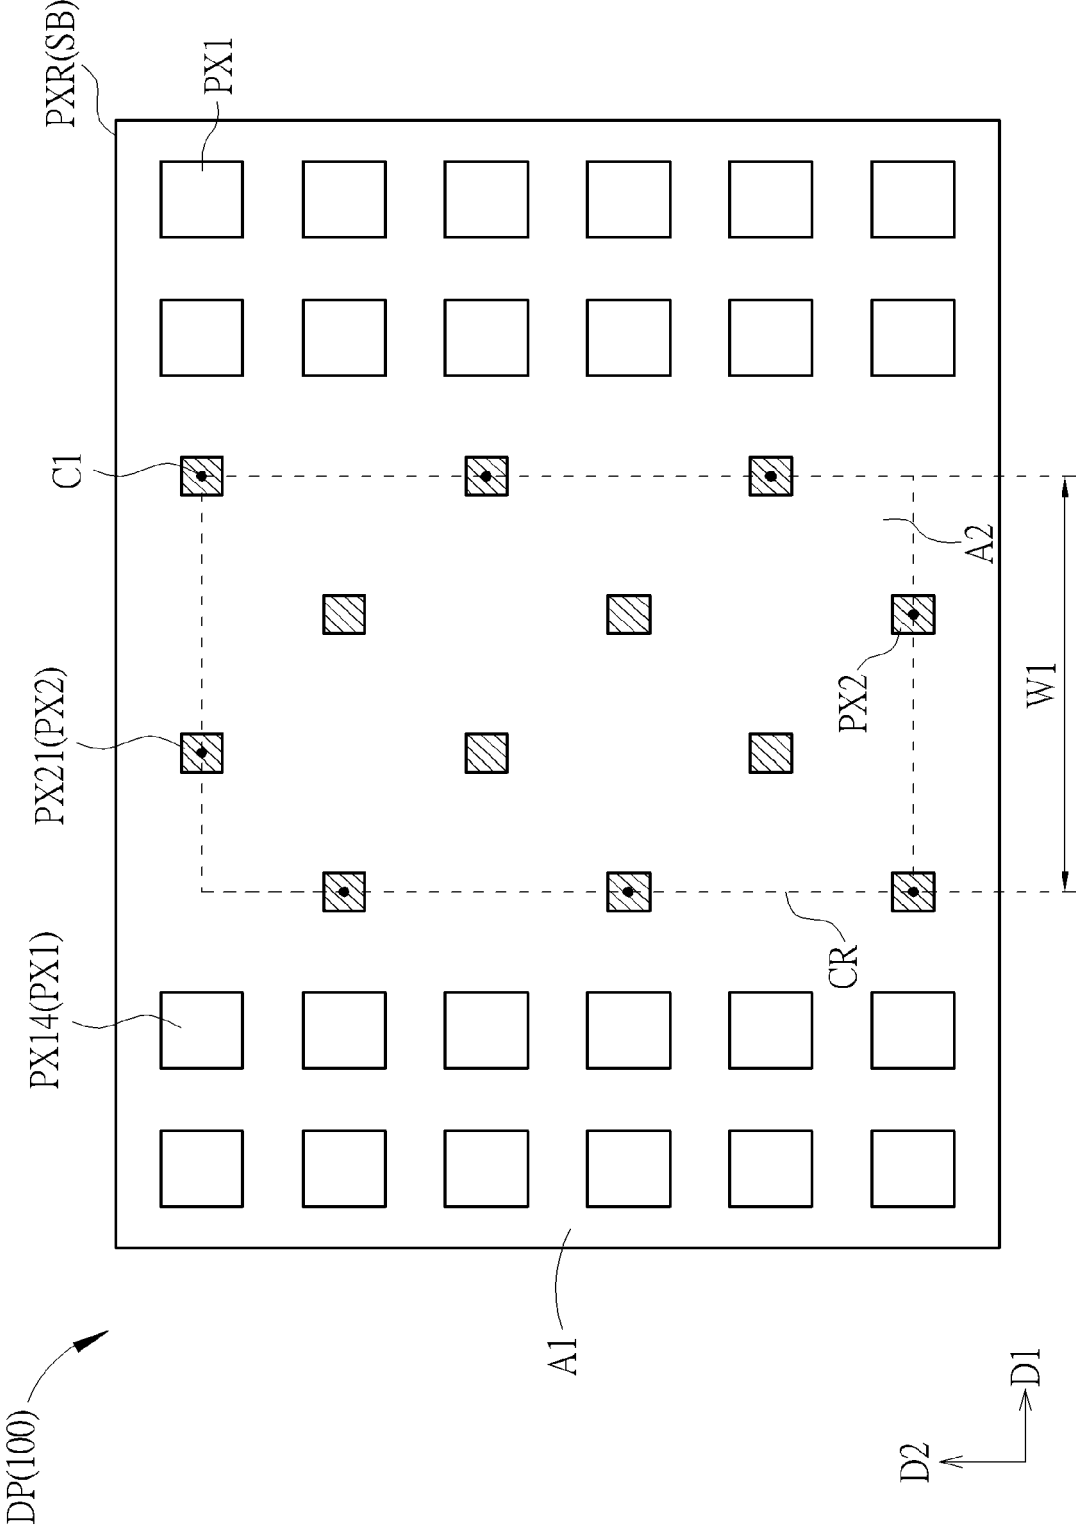 PXR(SB)
PX1
C1
A2
PX21(PX2)
PX2
W1
PX14(PX1)
CR
A1
DP(100)
D2
D1